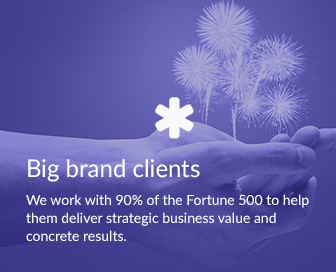 Big brand clients
We work with 90% of the Fortune 500 to help
them deliver strategic business value and
concrete results.